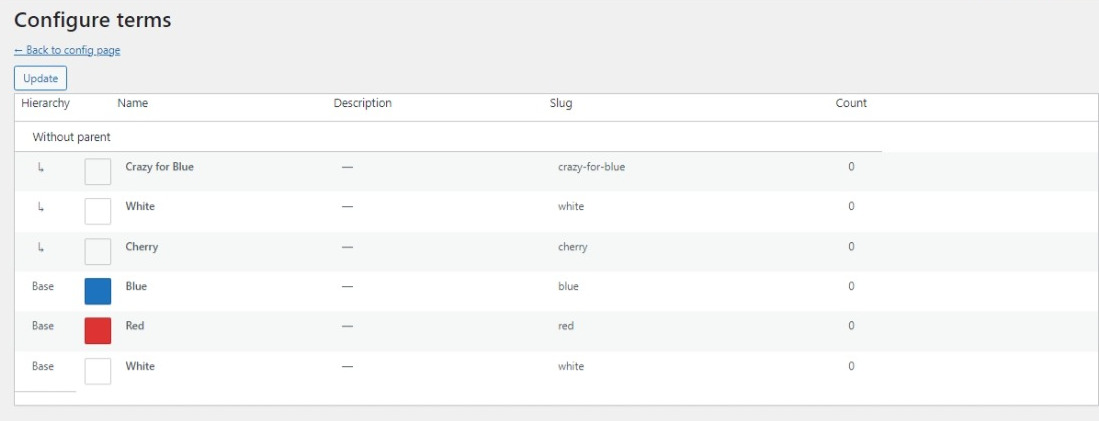 Configure terms
← Back to config page
Update
Hierarchy Name Description Slug Count
Without parent
↳ Crazy for Blue — crazy-for-blue 0
↳ White — white 0
↳ Cherry — cherry 0
Base Blue — blue 0
Base Red — red 0
Base White — white 0